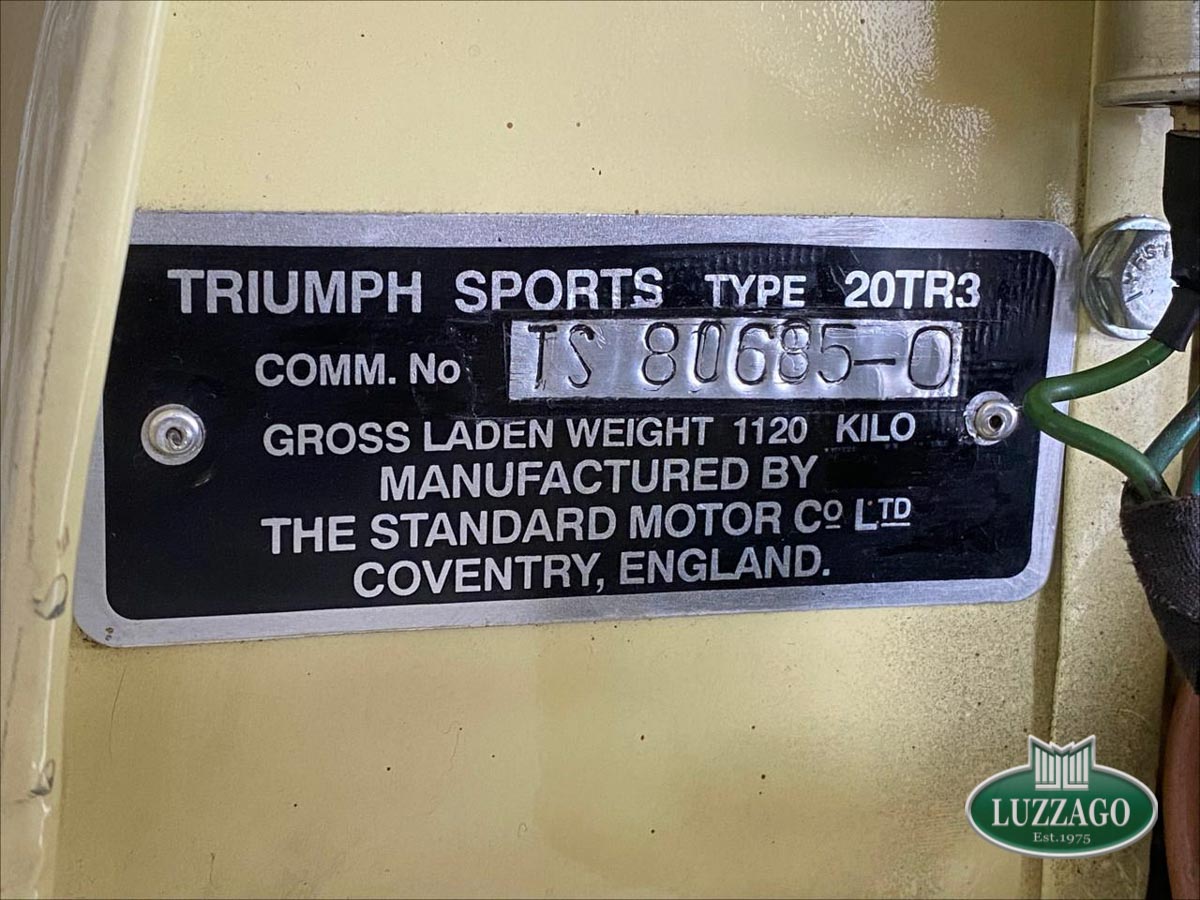 TRIUMPH SPORTS TYPE 20TR3
COMM. No TS 80685-O
GROSS LADEN WEIGHT 1120 KILO
MANUFACTURED BY
THE STANDARD MOTOR Cº LTD
COVENTRY, ENGLAND.
LUZZAGO
Est.1975